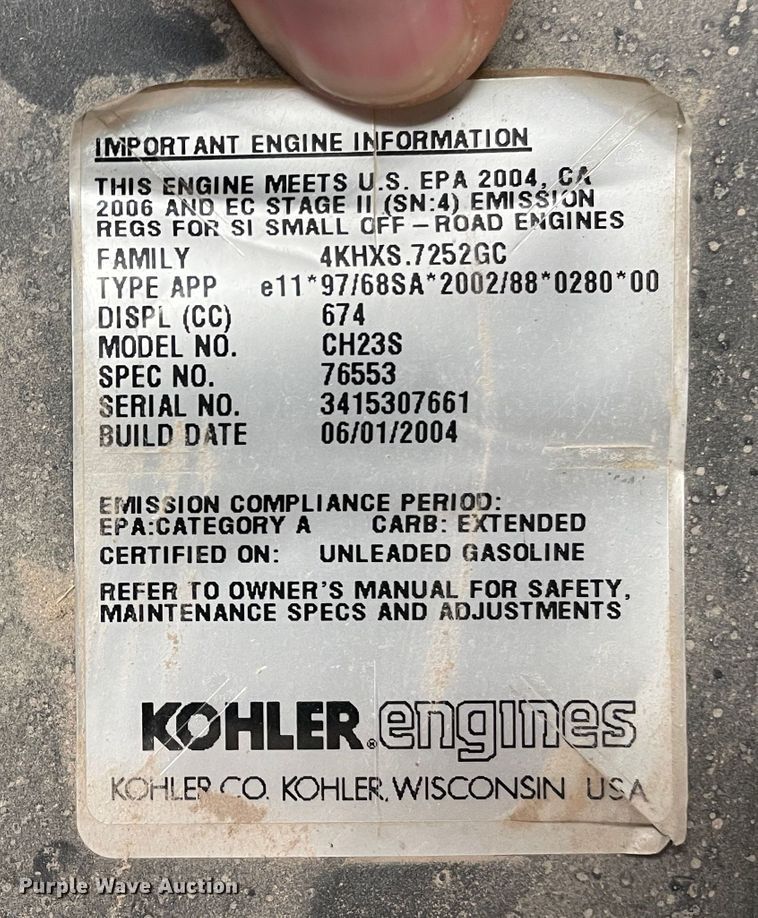 IMPORTANT ENGINE INFORMATION
THIS ENGINE MEETS U.S. EPA 2004, CA
2006 AND EC STAGE II (SN:4) EMISSION
REGS FOR SI SMALL OFF-ROAD ENGINES
FAMILY 4KHXS.7252GC
TYPE APP e11*97/68SA*2002/88*0280*00
DISPL (CC) 674
MODEL NO. CH23S
SPEC NO. 76553
SERIAL NO. 3415307661
BUILD DATE 06/01/2004
EMISSION COMPLIANCE PERIOD:
EPA:CATEGORY A CARB: EXTENDED
CERTIFIED ON: UNLEADED GASOLINE
REFER TO OWNER'S MANUAL FOR SAFETY,
MAINTENANCE SPECS AND ADJUSTMENTS
KOHLER® engines
KOHLER CO. KOHLER, WISCONSIN USA
Purple Wave Auction